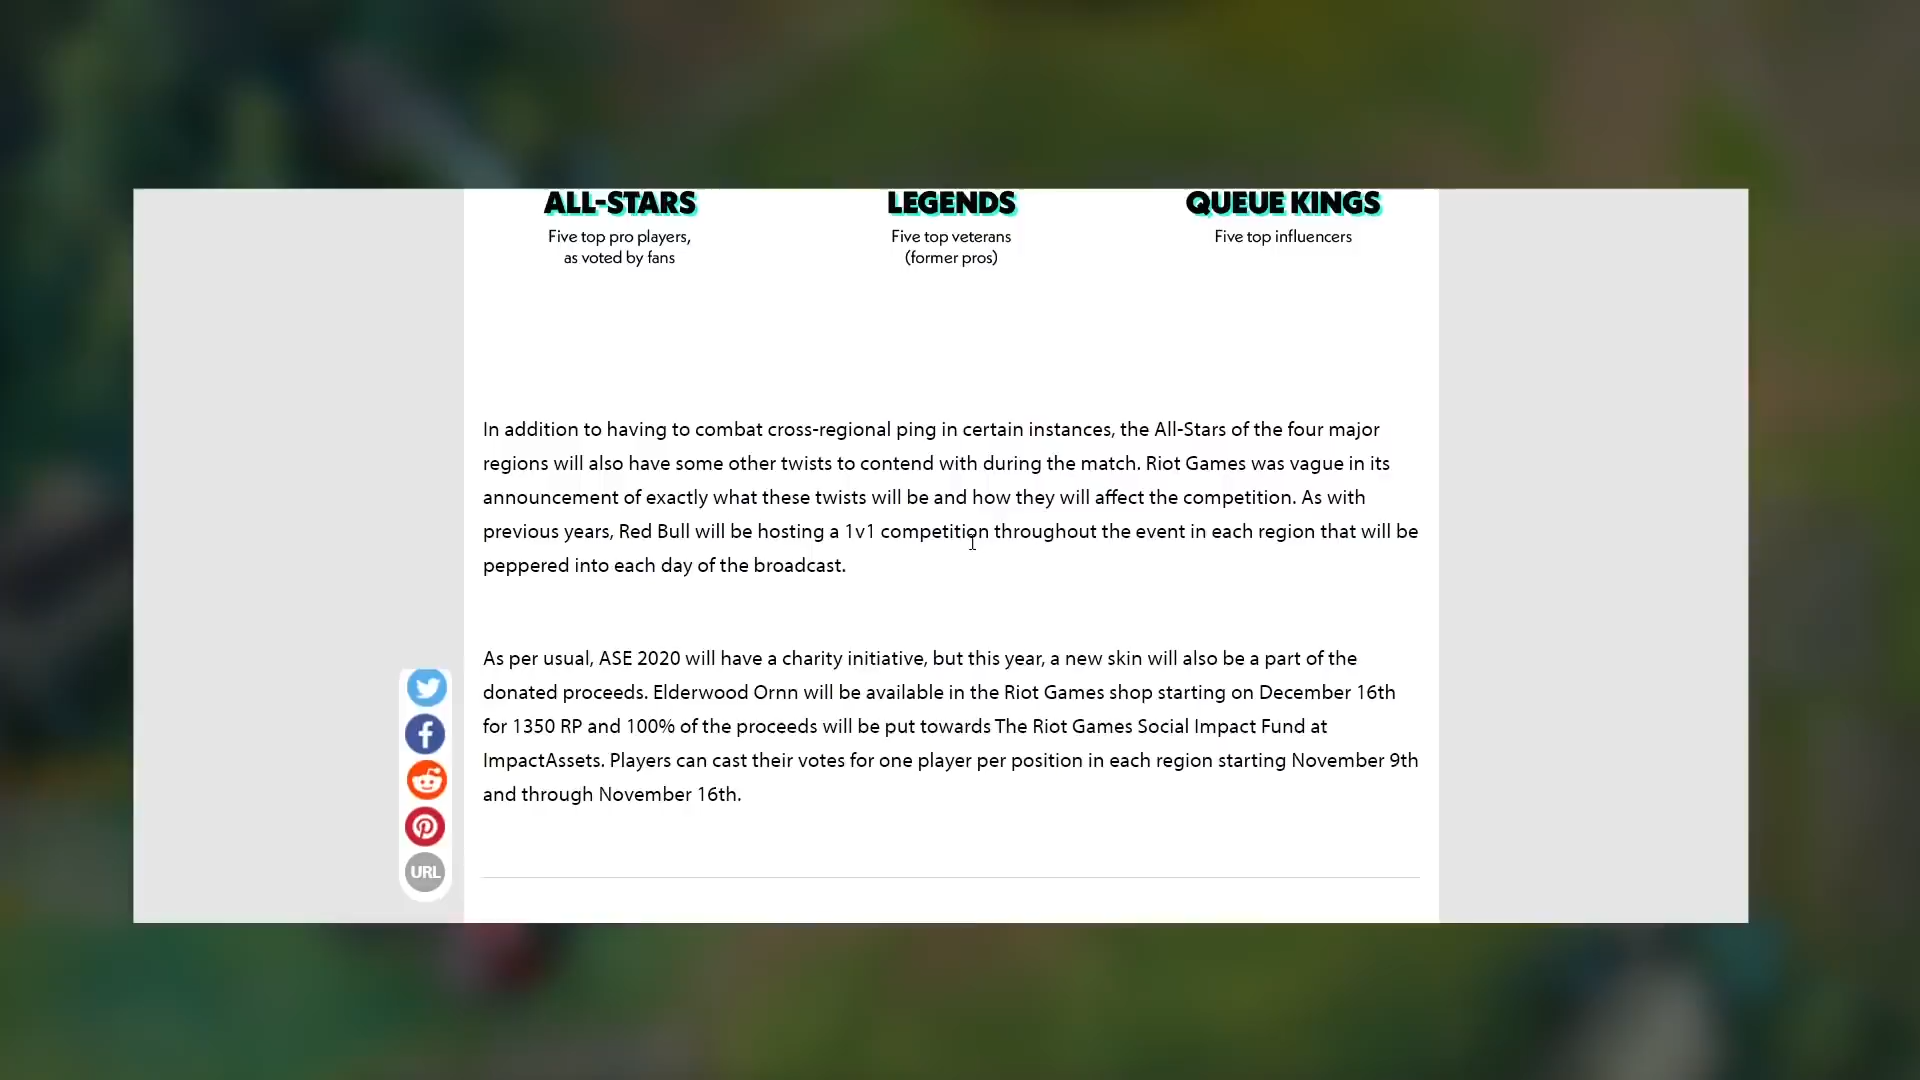 ALL-STARS
Five top pro players,
as voted by fans
LEGENDS
Five top veterans
(former pros)
QUEUE KINGS
Five top influencers
In addition to having to combat cross-regional ping in certain instances, the All-Stars of the four major
regions will also have some other twists to contend with during the match. Riot Games was vague in its
announcement of exactly what these twists will be and how they will affect the competition. As with
previous years, Red Bull will be hosting a 1v1 competition throughout the event in each region that will be
peppered into each day of the broadcast.
As per usual, ASE 2020 will have a charity initiative, but this year, a new skin will also be a part of the
donated proceeds. Elderwood Ornn will be available in the Riot Games shop starting on December 16th
for 1350 RP and 100% of the proceeds will be put towards The Riot Games Social Impact Fund at
ImpactAssets. Players can cast their votes for one player per position in each region starting November 9th
and through November 16th.
URL